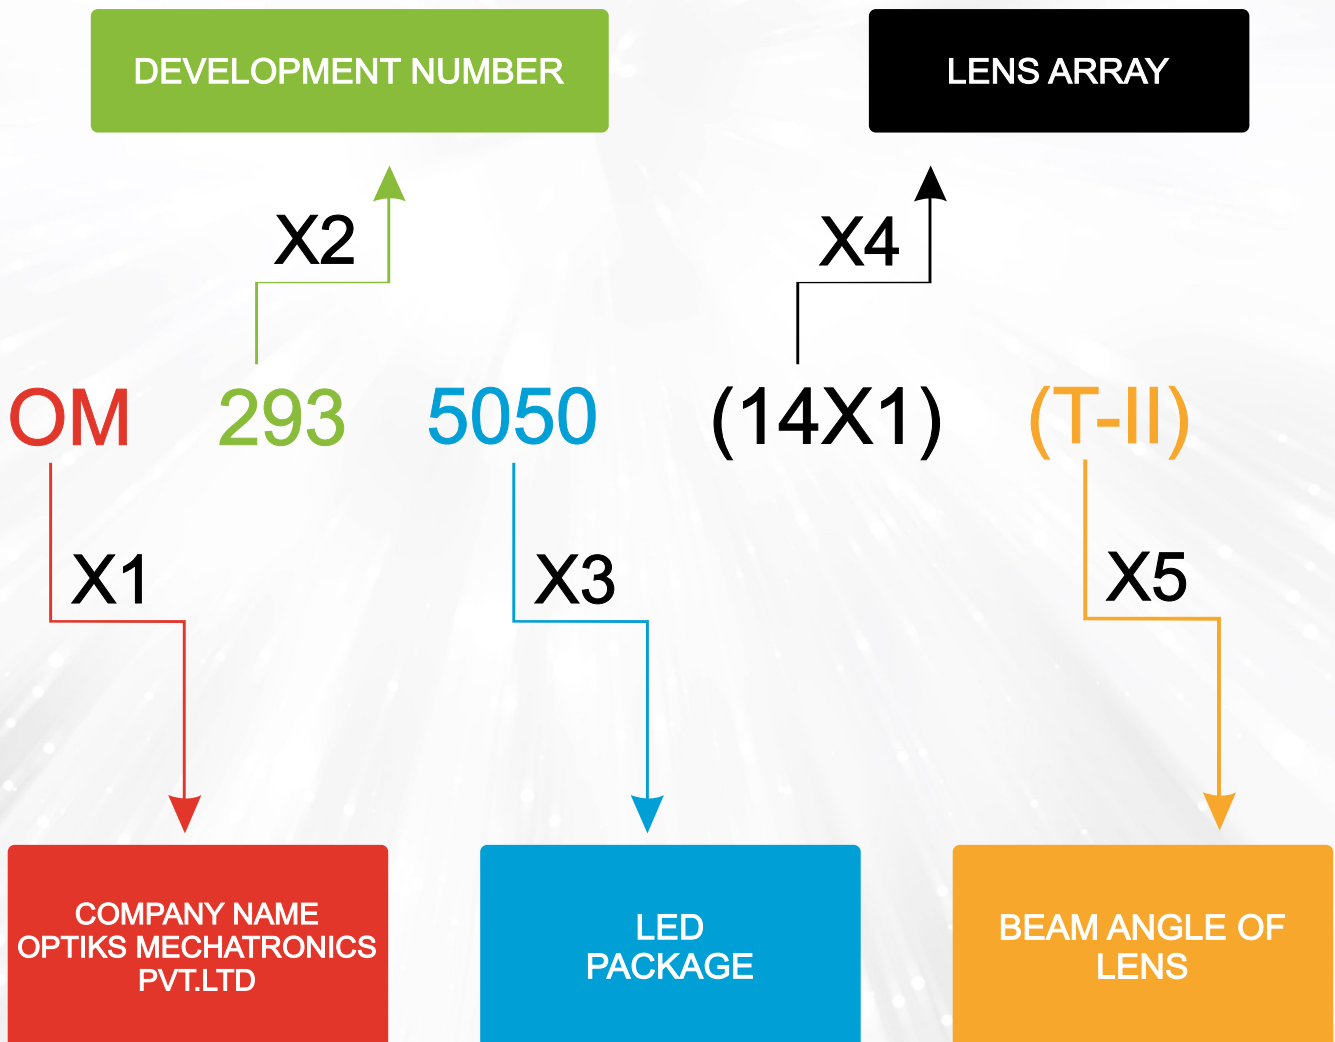 DEVELOPMENT NUMBER
LENS ARRAY
X2
X4
OM 293 5050 (14X1) (T-II)
X1
X3
X5
COMPANY NAME
OPTIKS MECHATRONICS
PVT.LTD
LED
PACKAGE
BEAM ANGLE OF
LENS